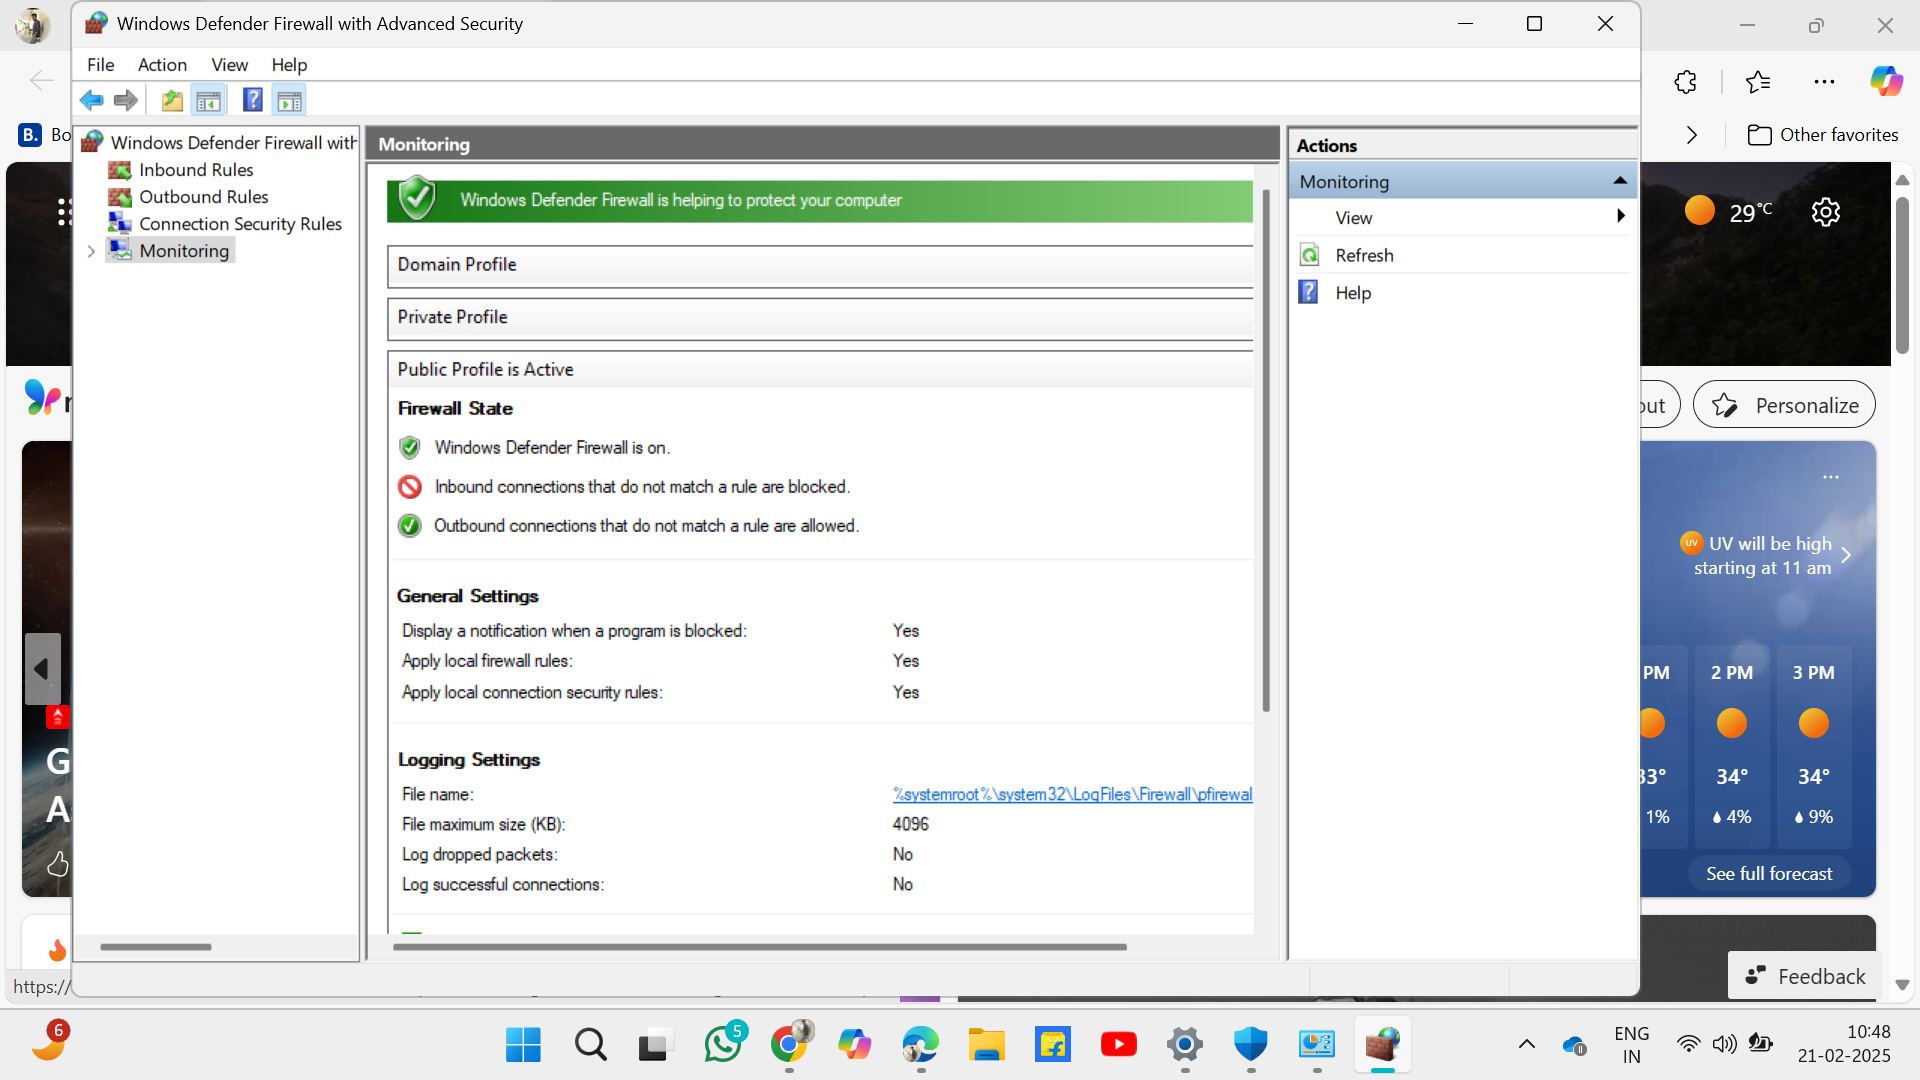 Windows Defender Firewall with Advanced Security
File Action View Help
B. Bo
Other favorites
Windows Defender Firewall with
Inbound Rules
Outbound Rules
Connection Security Rules
Monitoring
Monitoring
Windows Defender Firewall is helping to protect your computer
Domain Profile
Private Profile
Public Profile is Active
Firewall State
Windows Defender Firewall is on.
Inbound connections that do not match a rule are blocked.
Outbound connections that do not match a rule are allowed.
General Settings
Display a notification when a program is blocked: Yes
Apply local firewall rules: Yes
Apply local connection security rules: Yes
Logging Settings
File name: %systemroot%\system32\LogFiles\Firewall\pfirewal
File maximum size (KB): 4096
Log dropped packets: No
Log successful connections: No
Actions
Monitoring
View
Refresh
Help
29°C
out
Personalize
UV UV will be high
starting at 11 am
PM 2 PM 3 PM
33° 34° 34°
1% 4% 9%
See full forecast
G
A
https://
Feedback
6
5
ENG
IN
10:48
21-02-2025